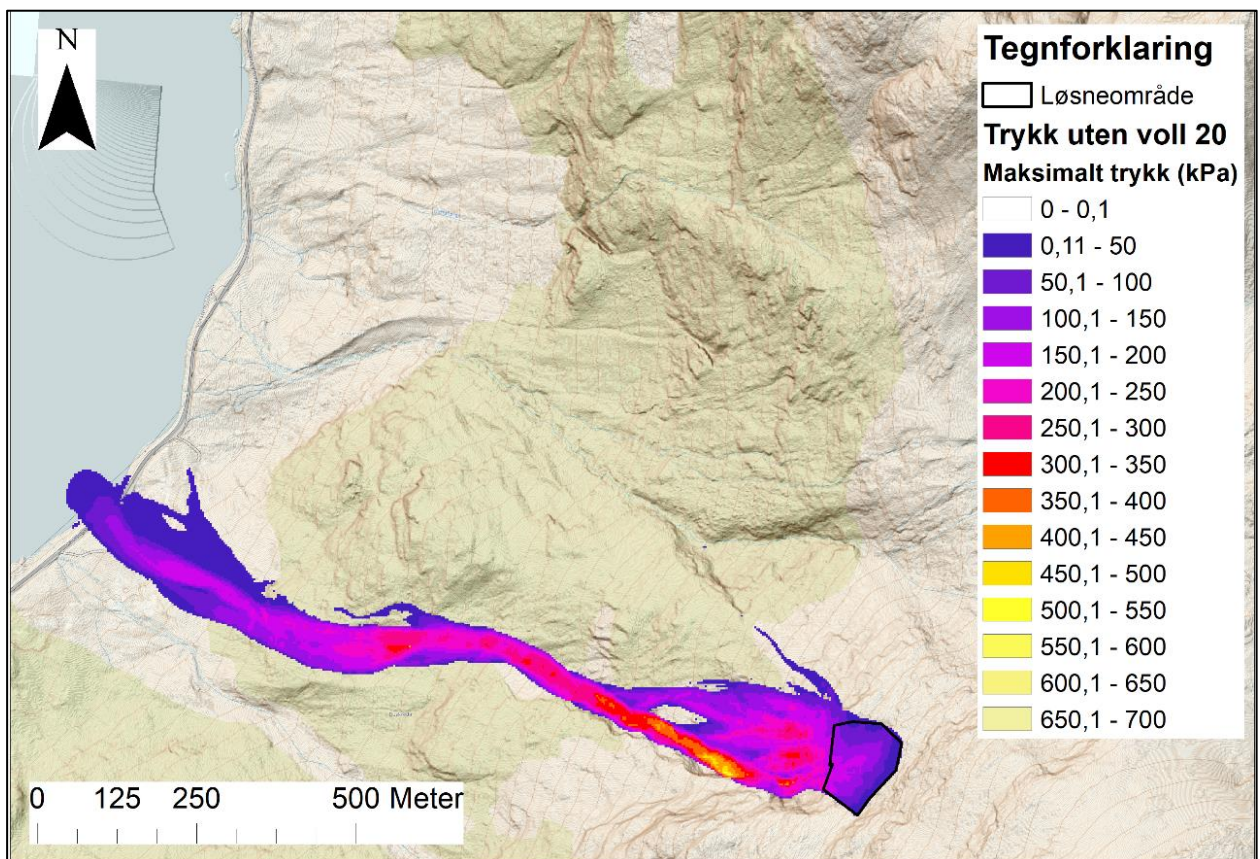 N
Tegnforklaring
Løsneområde
Trykk uten voll 20
Maksimalt trykk (kPa)
0 - 0,1
0,11 - 50
50,1 - 100
100,1 - 150
150,1 - 200
200,1 - 250
250,1 - 300
300,1 - 350
350,1 - 400
400,1 - 450
450,1 - 500
500,1 - 550
550,1 - 600
600,1 - 650
650,1 - 700
0 125 250 500 Meter